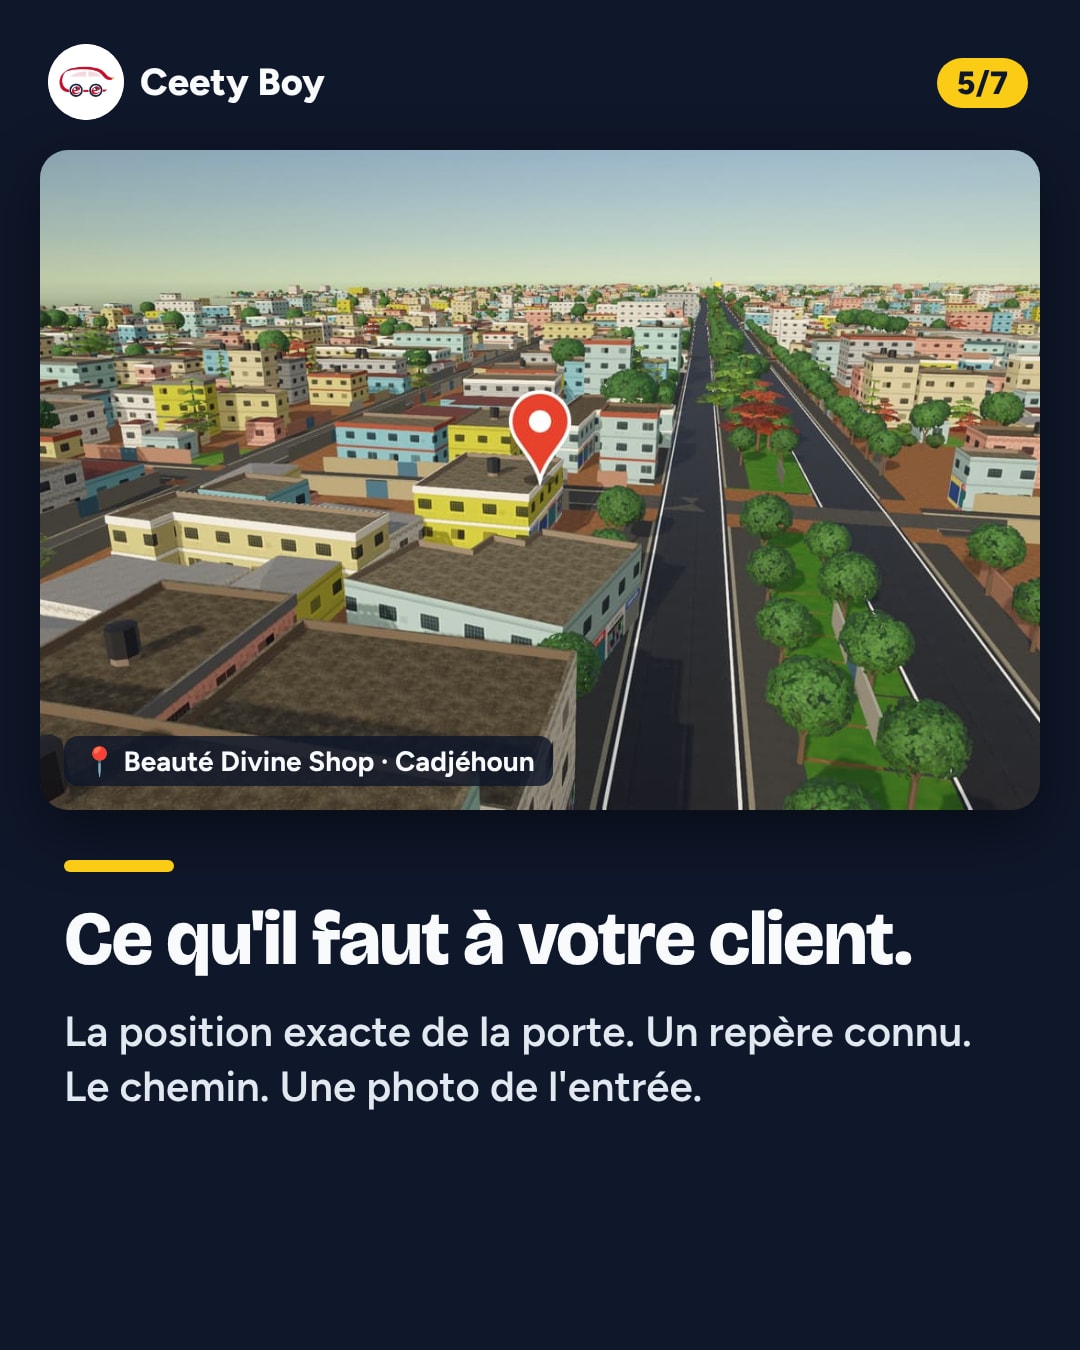 Ceety Boy
5/7
📍 Beauté Divine Shop · Cadjéhoun
Ce qu'il faut à votre client.
La position exacte de la porte. Un repère connu.
Le chemin. Une photo de l'entrée.